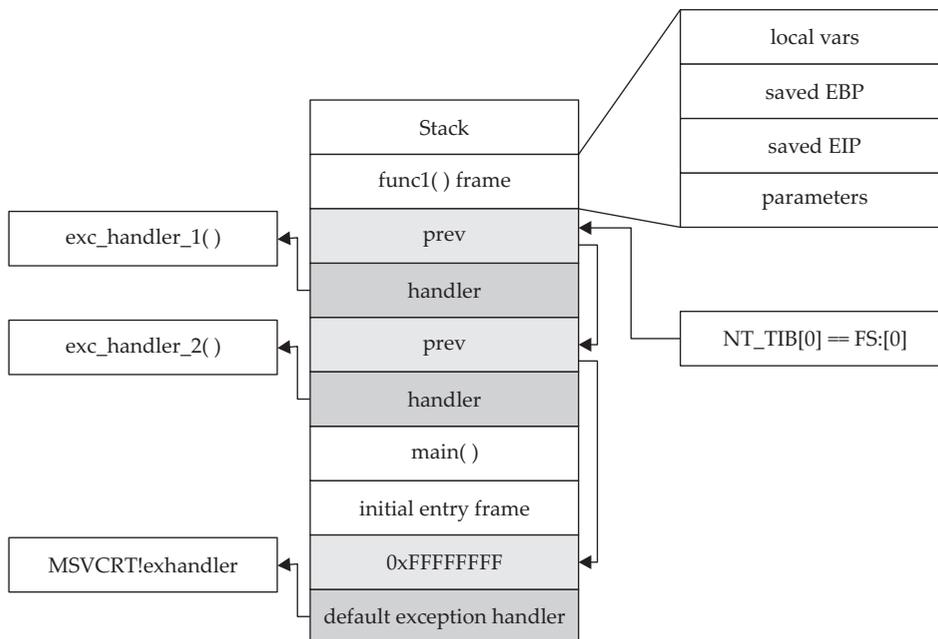 local vars
saved EBP
saved EIP
parameters
Stack
func1( ) frame
prev
handler
prev
handler
main( )
initial entry frame
0xFFFFFFFF
default exception handler
exc_handler_1( )
exc_handler_2( )
MSVCRT!exhandler
NT_TIB[0] == FS:[0]